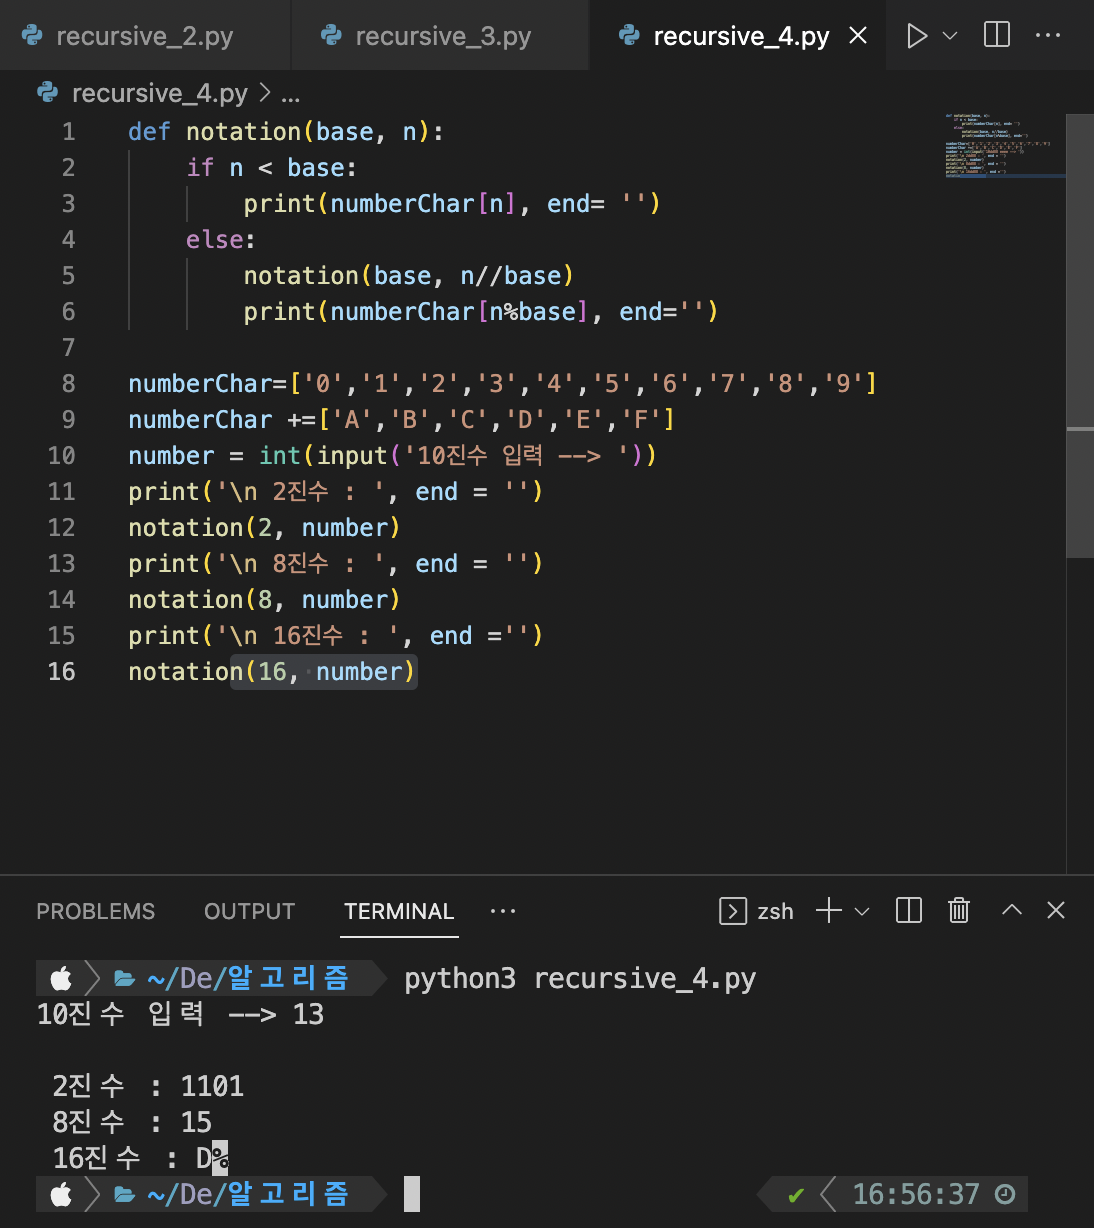 recursive_2.py recursive_3.py recursive_4.py
recursive_4.py > ...
1 def notation(base, n):
2     if n < base:
3         print(numberChar[n], end= '')
4     else:
5         notation(base, n//base)
6         print(numberChar[n%base], end='')
7
8 numberChar=['0','1','2','3','4','5','6','7','8','9']
9 numberChar +=['A','B','C','D','E','F']
10 number = int(input('10진수 입력 --> '))
11 print('\n 2진수 : ', end = '')
12 notation(2, number)
13 print('\n 8진수 : ', end = '')
14 notation(8, number)
15 print('\n 16진수 : ', end ='')
16 notation(16, number)
PROBLEMS OUTPUT TERMINAL ... zsh
~/De/알고리즘 python3 recursive_4.py
10진수 입력 --> 13
2진수 : 1101
8진수 : 15
16진수 : D%
~/De/알고리즘 16:56:37